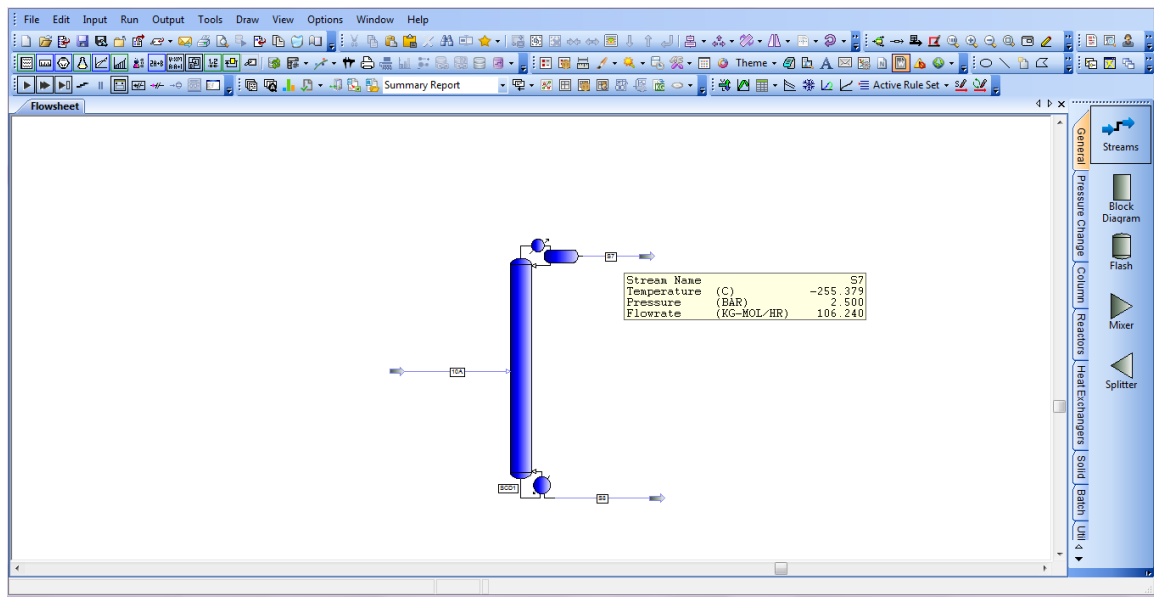 File Edit Input Run Output Tools Draw View Options Window Help
Theme
Summary Report
Active Rule Set
Flowsheet
S7
Stream Name S7
Temperature (C) -255.379
Pressure (BAR) 2.500
Flowrate (KG-MOL/HR) 106.240
10A
SCD1
General
Pressure Change
Column
Reactors
Heat Exchangers
Solid
Batch
Util
Streams
Block
Diagram
Flash
Mixer
Splitter